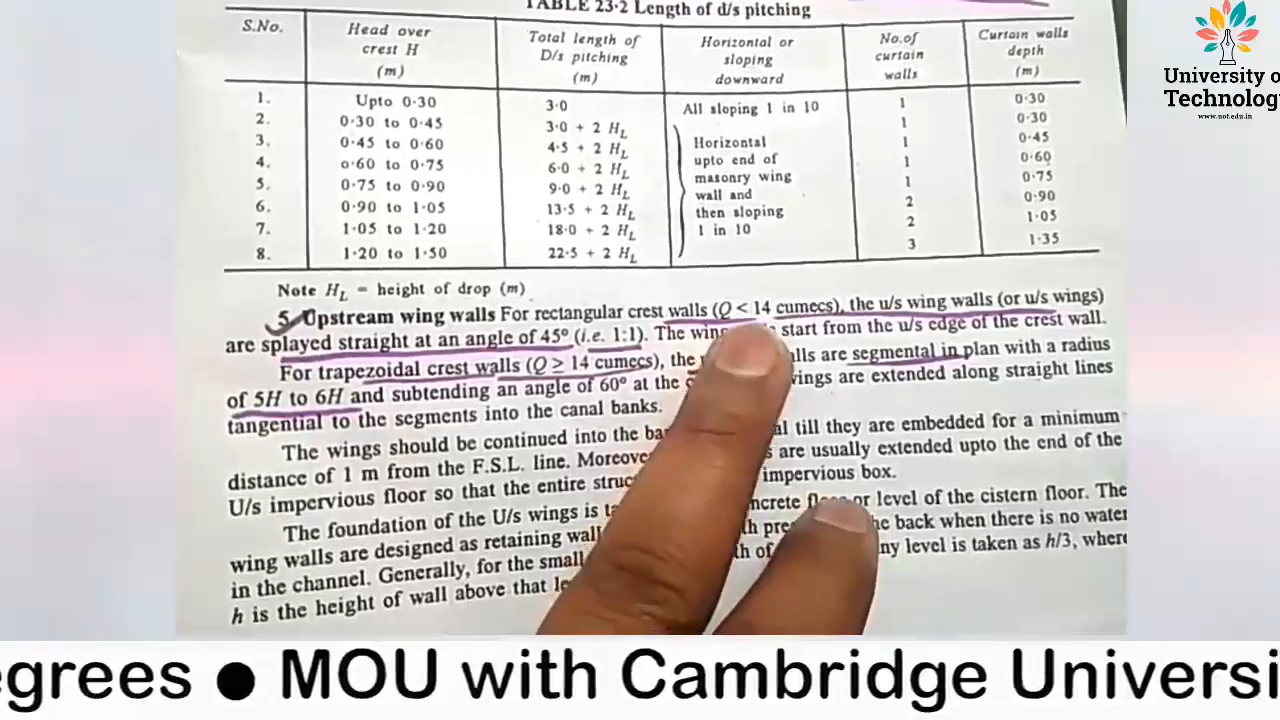 TABLE 23·2 Length of d/s pitching
S.No. Head over crest H (m) Total length of D/s pitching (m) Horizontal or sloping downward No.of curtain walls Curtain walls depth (m)
1. Upto 0·30 3·0 All sloping 1 in 10 1 0·30
2. 0·30 to 0·45 3·0 + 2 HL 1 0·30
3. 0·45 to 0·60 4·5 + 2 HL Horizontal 1 0·45
4. 0·60 to 0·75 6·0 + 2 HL upto end of 1 0·60
5. 0·75 to 0·90 9·0 + 2 HL masonry wing 1 0·75
6. 0·90 to 1·05 13·5 + 2 HL wall and 2 0·90
7. 1·05 to 1·20 18·0 + 2 HL then sloping 2 1·05
8. 1·20 to 1·50 22·5 + 2 HL 1 in 10 3 1·35
Note HL = height of drop (m)
5. Upstream wing walls For rectangular crest walls (Q < 14 cumecs), the u/s wing walls (or u/s wings)
are splayed straight at an angle of 45° (i.e. 1:1). The start from the u/s edge of the crest wall.
For trapezoidal crest walls (Q ≥ 14 cumecs), the are segmental in plan with a radius
of 5H to 6H and subtending an angle of 60° at the are extended along straight lines
tangential to the segments into the canal banks.
The wings should be continued into the till they are embedded for a minimum
distance of 1 m from the F.S.L. line. are usually extended upto the end of the
U/s impervious floor so that the entire impervious box.
The foundation of the U/s wings is or level of the cistern floor. The
wing walls are designed as retaining back when there is no water
in the channel. Generally, for the small of level is taken as h/3, where
h is the height of wall above that
University of
Technology
www.uot.edu.in
egrees ● MOU with Cambridge Universi